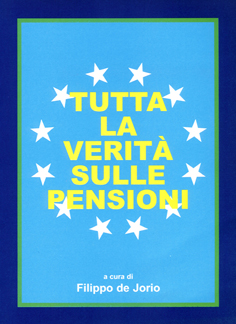 TUTTA
LA
VERITÀ
SULLE
PENSIONI
a cura di
Filippo de Jorio